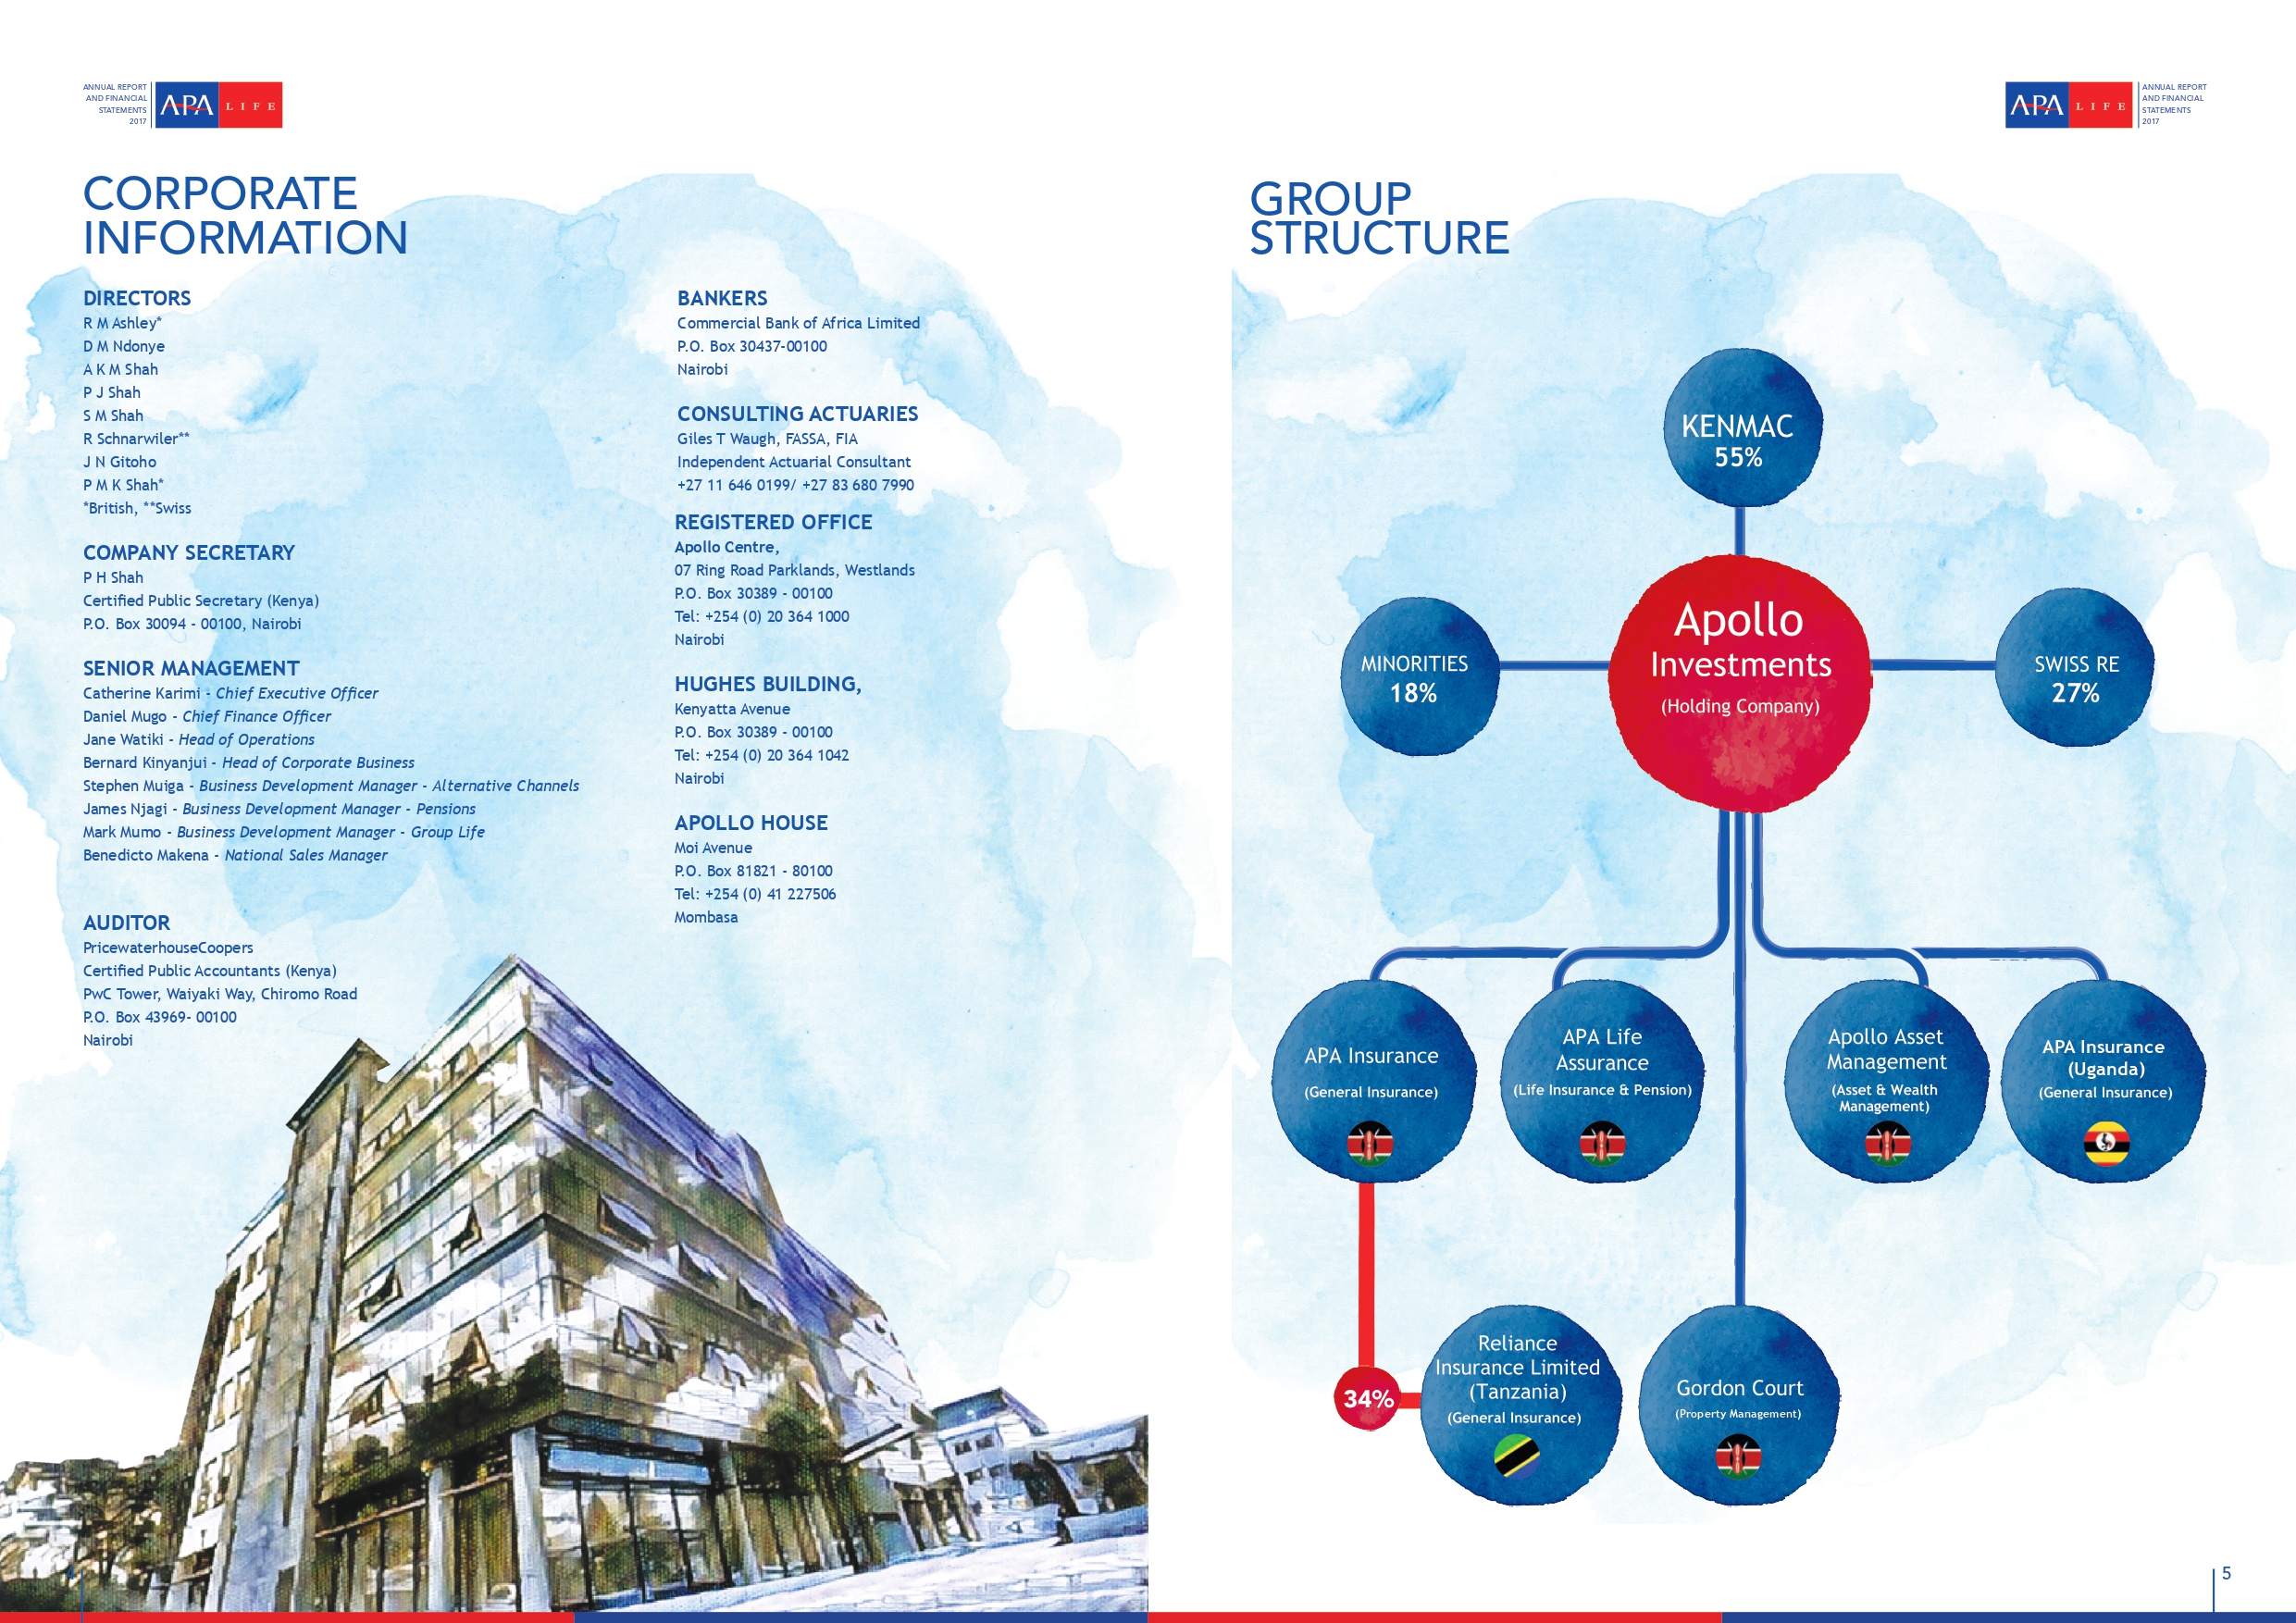 ANNUAL REPORT
AND FINANCIAL
STATEMENTS
2017
APA LIFE
CORPORATE
INFORMATION
DIRECTORS
R M Ashley*
D M Ndonye
A K M Shah
P J Shah
S M Shah
R Schnarwiler**
J N Gitoho
P M K Shah*
*British, **Swiss
COMPANY SECRETARY
P H Shah
Certified Public Secretary (Kenya)
P.O. Box 30094 - 00100, Nairobi
SENIOR MANAGEMENT
Catherine Karimi - Chief Executive Officer
Daniel Mugo - Chief Finance Officer
Jane Watiki - Head of Operations
Bernard Kinyanjui - Head of Corporate Business
Stephen Muiga - Business Development Manager - Alternative Channels
James Njagi - Business Development Manager - Pensions
Mark Mumo - Business Development Manager - Group Life
Benedicto Makena - National Sales Manager
AUDITOR
PricewaterhouseCoopers
Certified Public Accountants (Kenya)
PwC Tower, Waiyaki Way, Chiromo Road
P.O. Box 43969- 00100
Nairobi
BANKERS
Commercial Bank of Africa Limited
P.O. Box 30437-00100
Nairobi
CONSULTING ACTUARIES
Giles T Waugh, FASSA, FIA
Independent Actuarial Consultant
+27 11 646 0199/ +27 83 680 7990
REGISTERED OFFICE
Apollo Centre,
07 Ring Road Parklands, Westlands
P.O. Box 30389 - 00100
Tel: +254 (0) 20 364 1000
Nairobi
HUGHES BUILDING,
Kenyatta Avenue
P.O. Box 30389 - 00100
Tel: +254 (0) 20 364 1042
Nairobi
APOLLO HOUSE
Moi Avenue
P.O. Box 81821 - 80100
Tel: +254 (0) 41 227506
Mombasa
APA LIFE
ANNUAL REPORT
AND FINANCIAL
STATEMENTS
2017
GROUP
STRUCTURE
KENMAC
55%
Apollo
Investments
(Holding Company)
MINORITIES
18%
SWISS RE
27%
APA Insurance
(General Insurance)
APA Life
Assurance
(Life Insurance & Pension)
Apollo Asset
Management
(Asset & Wealth
Management)
APA Insurance
(Uganda)
(General Insurance)
34%
Reliance
Insurance Limited
(Tanzania)
(General Insurance)
Gordon Court
(Property Management)
5